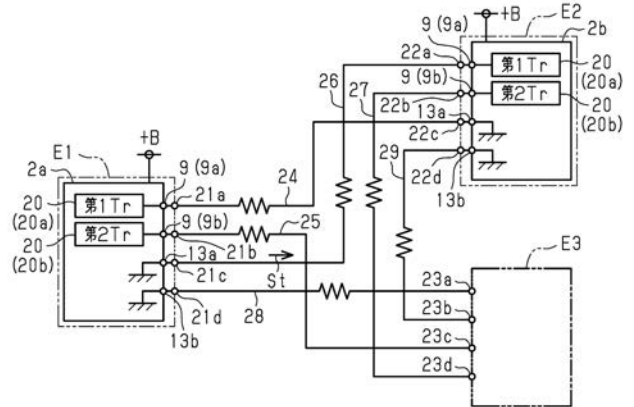 +B
E2
9 (9a)
2b
22a
26
第1Tr
20
(20a)
27
9 (9b)
22b
第2Tr
20
(20b)
13a
22c
29
22d
13b
+B
E1
2a
9 (9a)
21a
24
20
(20a)
第1Tr
9 (9b)
25
20
(20b)
第2Tr
21b
13a
21c
St
E3
23a
28
21d
13b
23b
23c
23d